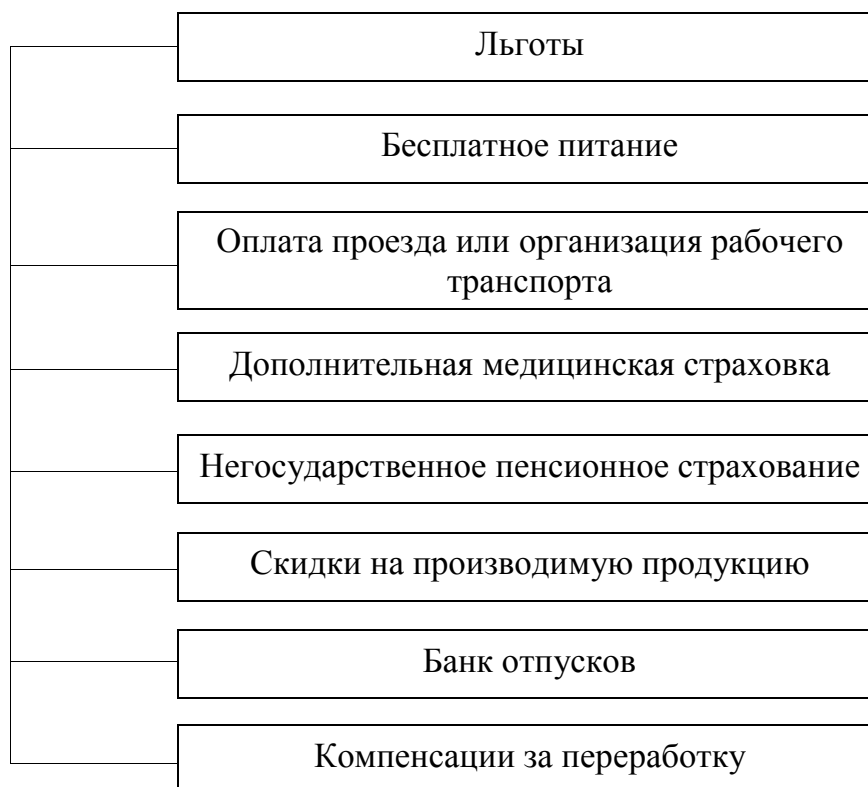 Льготы
Бесплатное питание
Оплата проезда или организация рабочего
транспорта
Дополнительная медицинская страховка
Негосударственное пенсионное страхование
Скидки на производимую продукцию
Банк отпусков
Компенсации за переработку